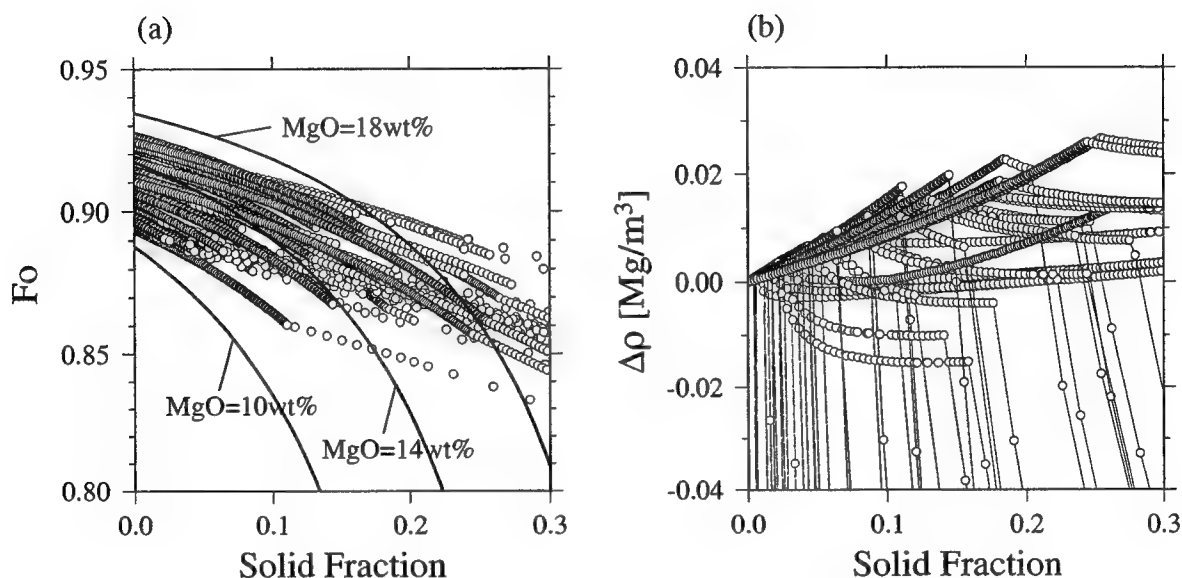 (a)
0.95
0.90
0.85
0.80
Fo
MgO=18wt%
MgO=10wt%
MgO=14wt%
0.0 0.1 0.2 0.3
Solid Fraction
(b)
0.04
0.02
0.00
-0.02
-0.04
Δρ [Mg/m³]
0.0 0.1 0.2 0.3
Solid Fraction